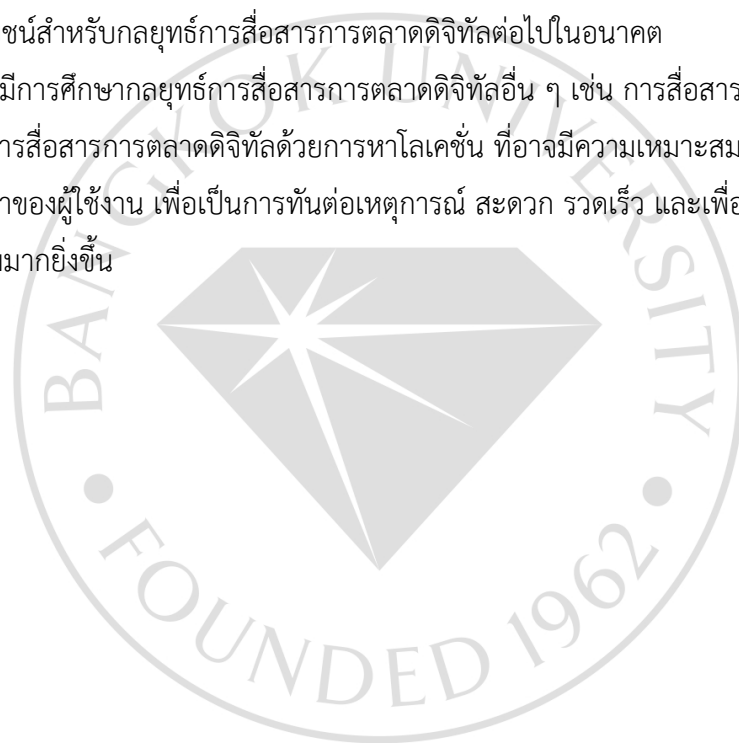 ชน์สำหรับกลยุทธ์การสื่อสารการตลาดดิจิทัลต่อไปในอนาคต
มีการศึกษากลยุทธ์การสื่อสารการตลาดดิจิทัลอื่น ๆ เช่น การสื่อสาร
ารสื่อสารการตลาดดิจิทัลด้วยการหาโลเคชั่น ที่อาจมีความเหมาะสม
าของผู้ใช้งาน เพื่อเป็นการทันต่อเหตุการณ์ สะดวก รวดเร็ว และเพื่อ
มากยิ่งขึ้น
BANGKOK UNIVERSITY
FOUNDED 1962